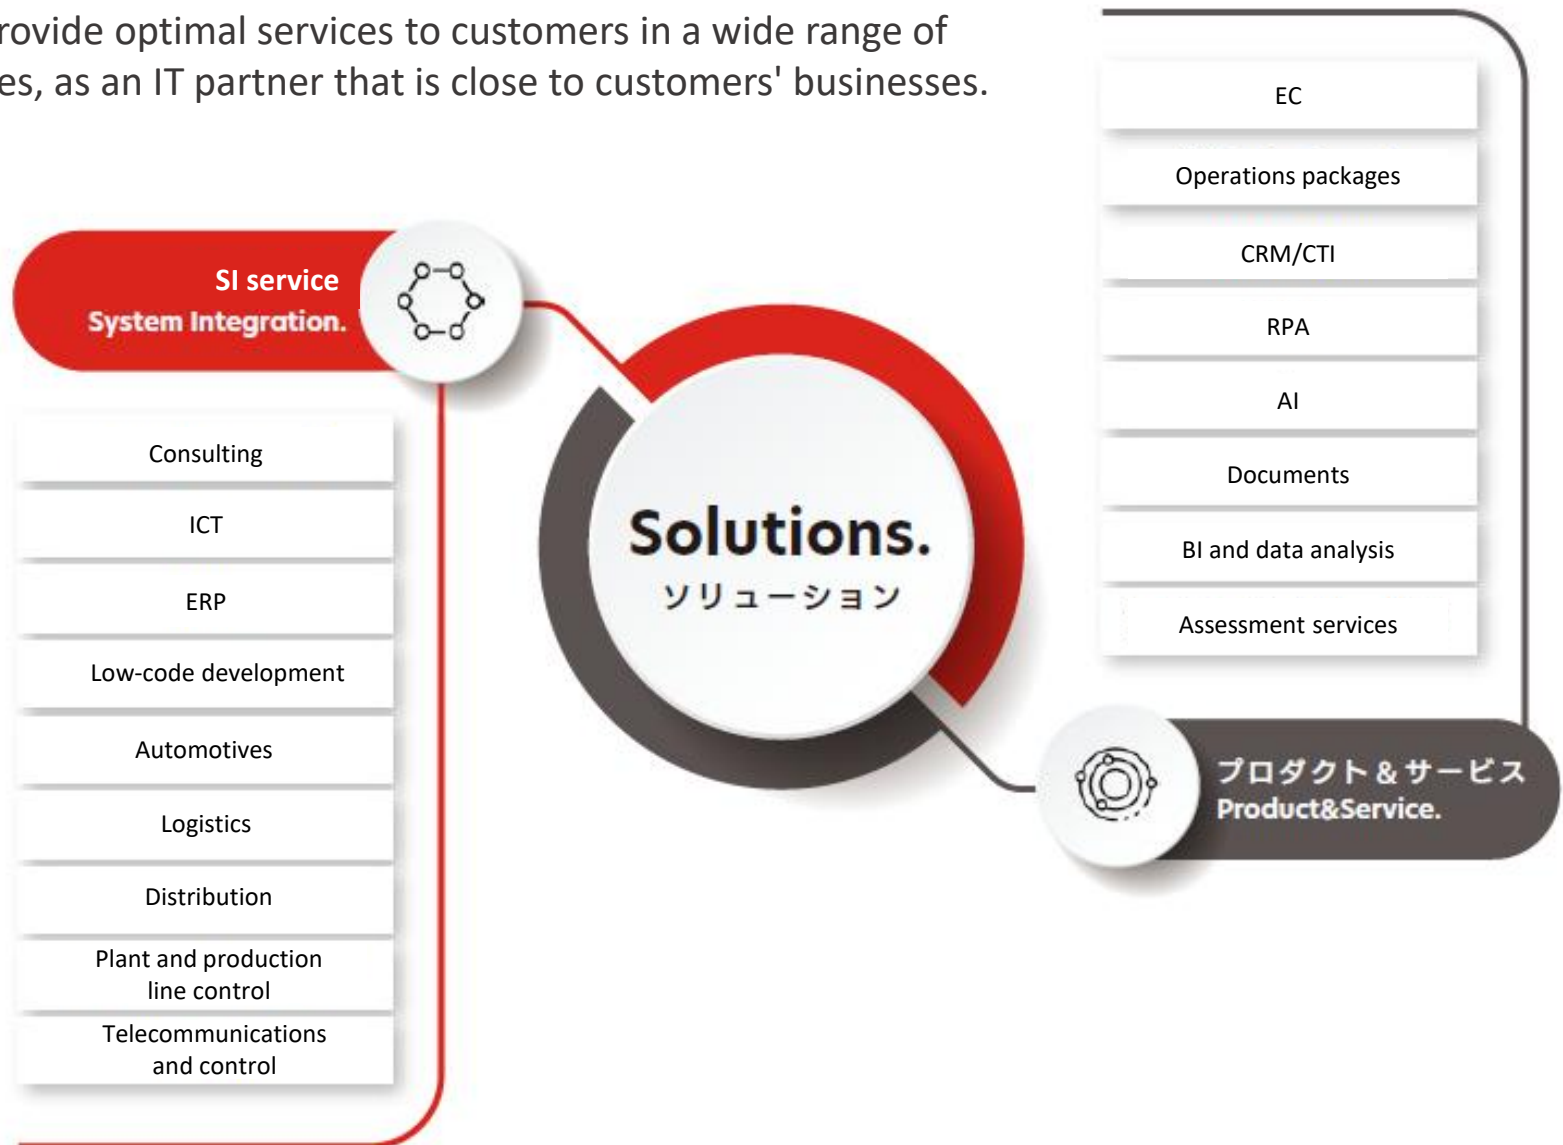 rovide optimal services to customers in a wide range of
es, as an IT partner that is close to customers' businesses.
SI service
System Integration.
Consulting
ICT
ERP
Low-code development
Automotives
Logistics
Distribution
Plant and production
line control
Telecommunications
and control
Solutions.
ソリューション
EC
Operations packages
CRM/CTI
RPA
AI
Documents
BI and data analysis
Assessment services
プロダクト＆サービス
Product&Service.